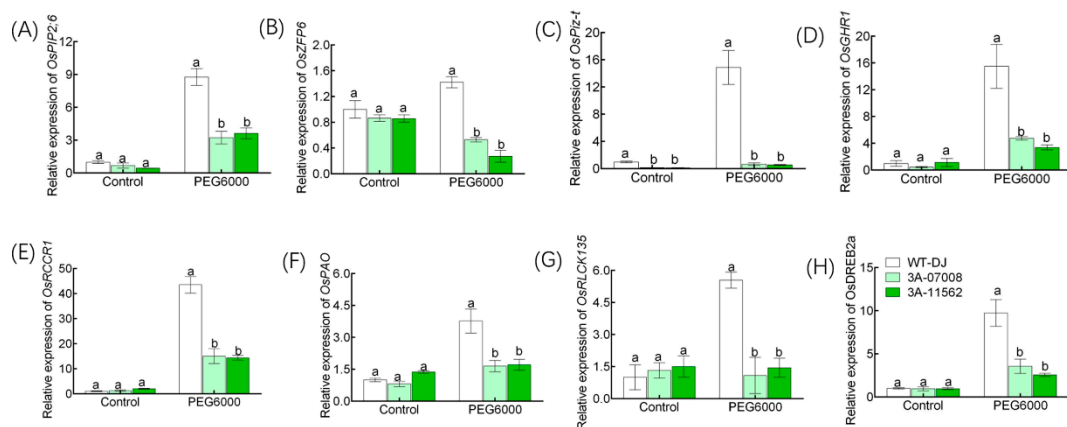 (A)
Relative expression of OsPIP2;6
12
9
6
3
0
a
a
a
a
b
b
Control
PEG6000
(B)
Relative expression of OsZFP6
2.0
1.6
1.2
0.8
0.4
0.0
a
a
a
a
b
b
Control
PEG6000
(C)
Relative expression of OsPiz-t
20
16
12
8
4
0
a
b
b
a
b
b
Control
PEG6000
(D)
Relative expression of OsGHR1
20
16
12
8
4
0
a
a
a
a
b
b
Control
PEG6000
(E)
Relative expression of OsRCCR1
50
40
30
20
10
0
a
a
a
a
b
b
Control
PEG6000
(F)
Relative expression of OsPAO
6.0
4.5
3.0
1.5
0.0
a
a
a
a
b
b
Control
PEG6000
(G)
Relative expression of OsRLCK135
6.0
4.5
3.0
1.5
0.0
a
a
a
a
b
b
Control
PEG6000
WT-DJ
3A-07008
3A-11562
(H)
Relative expression of OsDREB2a
15
10
5
0
a
a
a
a
b
b
Control
PEG6000